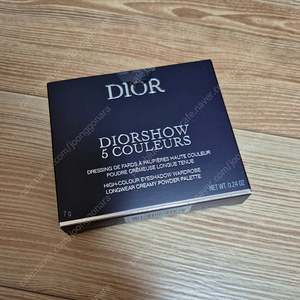 DIOR
DIORSHOW
5 COULEURS
DRESSING DE FARDS À PAUPIÈRES HAUTE COULEUR
POUDRE CRÉMEUSE LONGUE TENUE
HIGH-COLOUR EYESHADOW WARDROBE
LONGWEAR CREAMY POWDER PALETTE
7 g
NET WT. 0.24 OZ